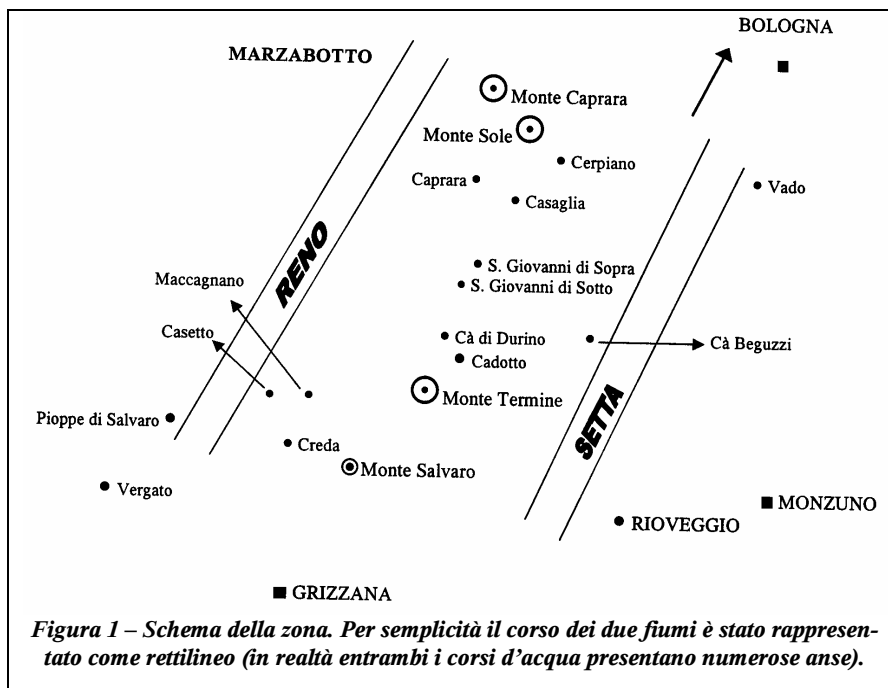 BOLOGNA
MARZABOTTO
Monte Caprara
Monte Sole
Cerpiano
Caprara
Vado
Casaglia
RENO
S. Giovanni di Sopra
Maccagnano
S. Giovanni di Sotto
Casetto
Cà di Durino
Cà Beguzzi
Cadotto
Monte Termine
SETTA
Pioppe di Salvaro
Creda
Monte Salvaro
Vergato
MONZUNO
RIOVEGGIO
GRIZZANA
Figura 1 – Schema della zona. Per semplicità il corso dei due fiumi è stato rappresen-
tato come rettilineo (in realtà entrambi i corsi d'acqua presentano numerose anse).